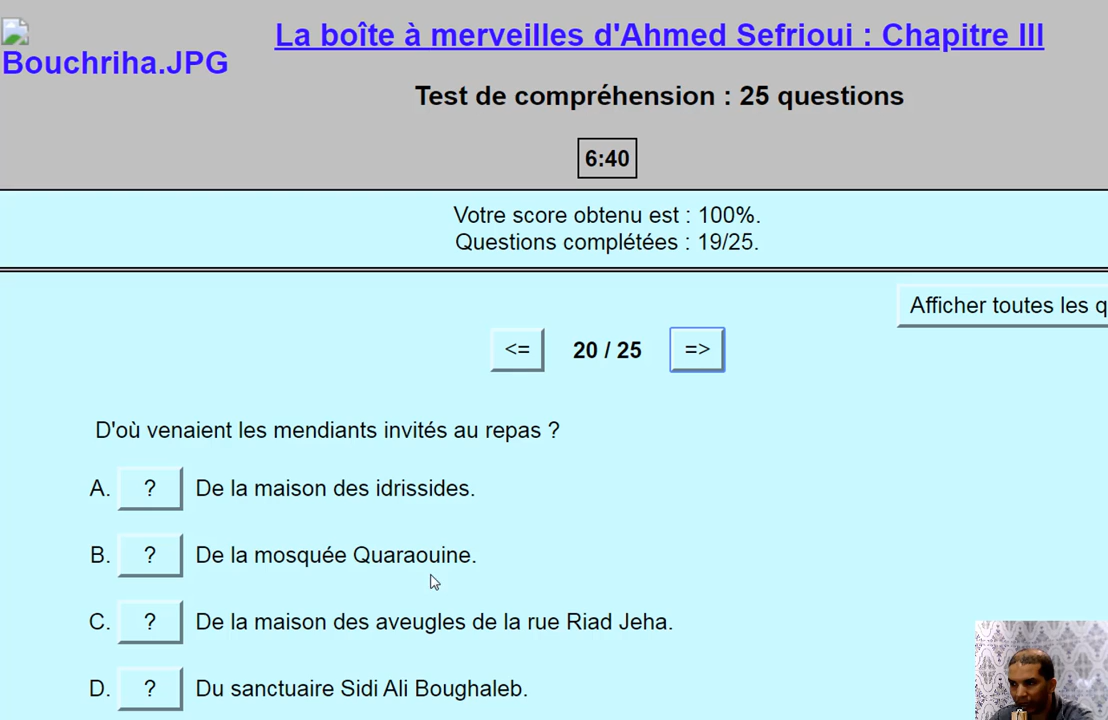 Bouchriha.JPG
La boîte à merveilles d'Ahmed Sefrioui : Chapitre III
Test de compréhension : 25 questions
6:40
Votre score obtenu est : 100%.
Questions complétées : 19/25.
Afficher toutes les q
<= 20 / 25 =>
D'où venaient les mendiants invités au repas ?
A. ? De la maison des idrissides.
B. ? De la mosquée Quaraouine.
C. ? De la maison des aveugles de la rue Riad Jeha.
D. ? Du sanctuaire Sidi Ali Boughaleb.